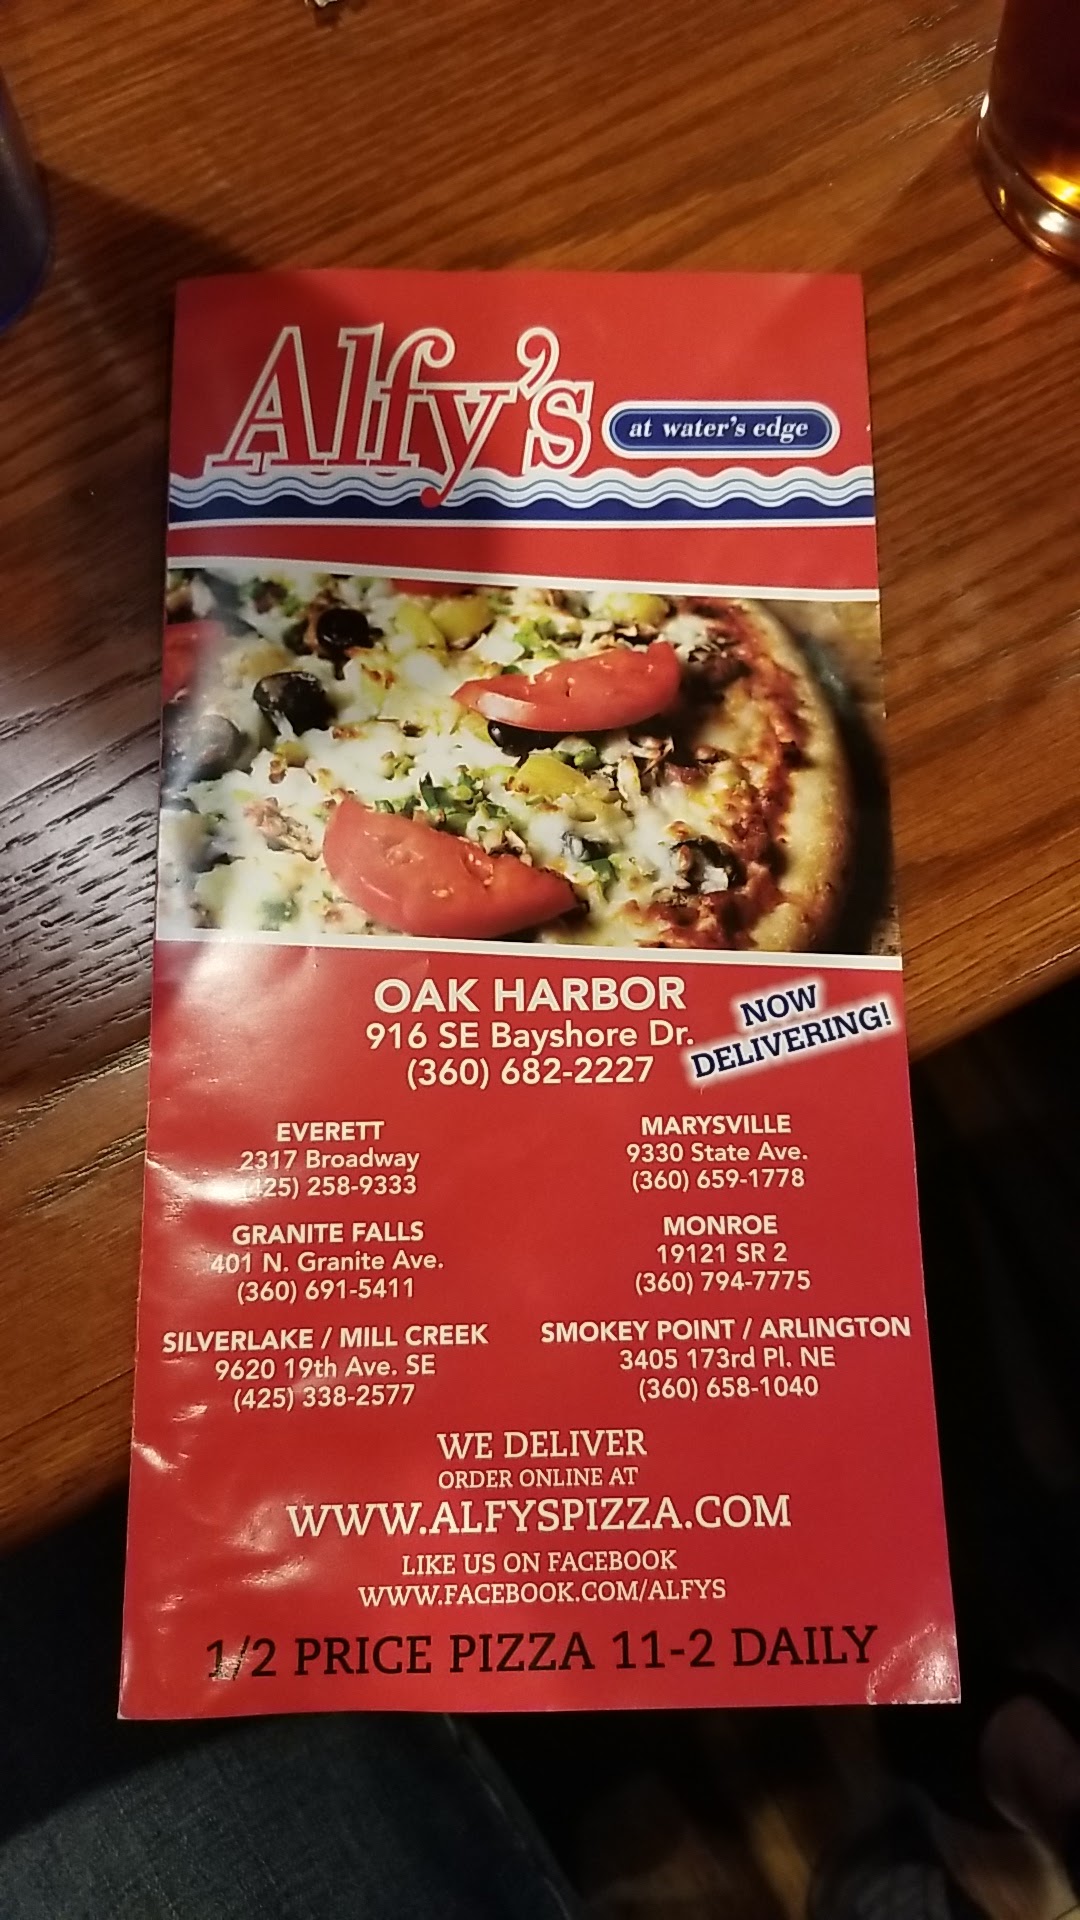 Alfy's
at water's edge
OAK HARBOR
916 SE Bayshore Dr.
(360) 682-2227
NOW
DELIVERING!
EVERETT
2317 Broadway
(425) 258-9333
MARYSVILLE
9330 State Ave.
(360) 659-1778
GRANITE FALLS
401 N. Granite Ave.
(360) 691-5411
MONROE
19121 SR 2
(360) 794-7775
SILVERLAKE / MILL CREEK
9620 19th Ave. SE
(425) 338-2577
SMOKEY POINT / ARLINGTON
3405 173rd Pl. NE
(360) 658-1040
WE DELIVER
ORDER ONLINE AT
WWW.ALFYSPIZZA.COM
LIKE US ON FACEBOOK
WWW.FACEBOOK.COM/ALFYS
1/2 PRICE PIZZA 11-2 DAILY